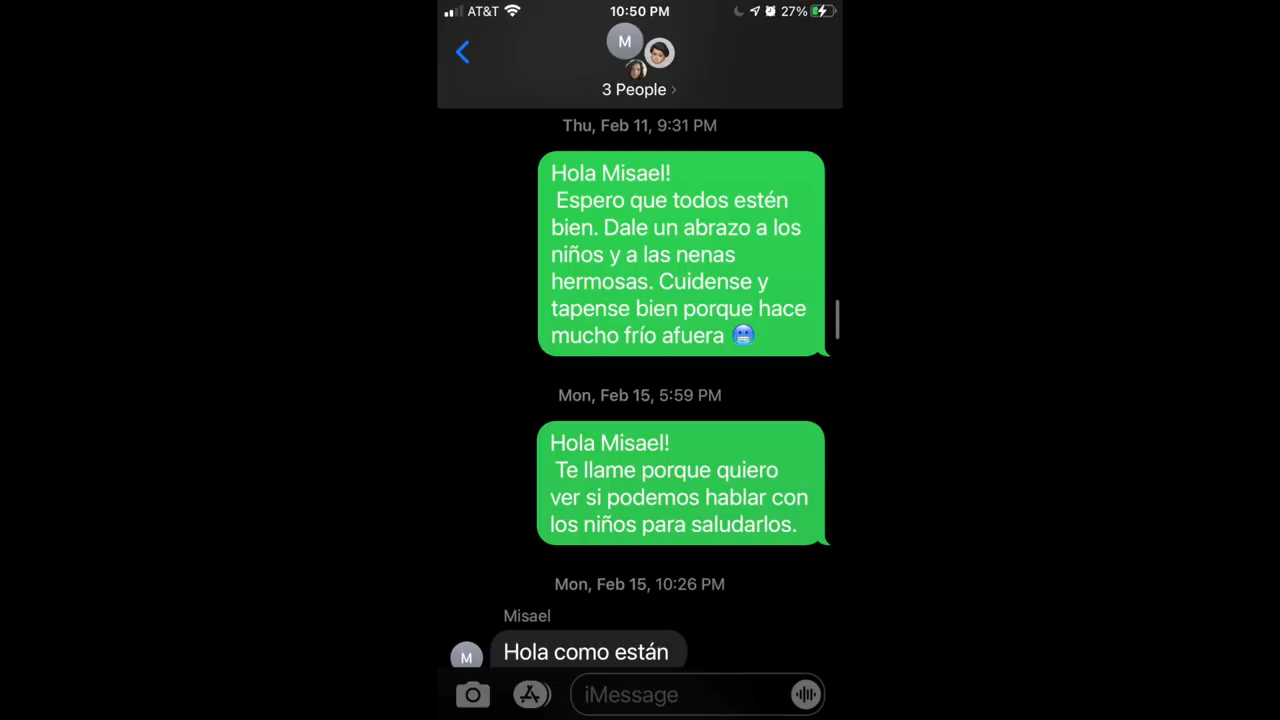 AT&T 10:50 PM 27%
M
3 People >
Thu, Feb 11, 9:31 PM
Hola Misael!
Espero que todos estén
bien. Dale un abrazo a los
niños y a las nenas
hermosas. Cuidense y
tapense bien porque hace
mucho frío afuera 🥶
Mon, Feb 15, 5:59 PM
Hola Misael!
Te llame porque quiero
ver si podemos hablar con
los niños para saludarlos.
Mon, Feb 15, 10:26 PM
Misael
M Hola como están
iMessage